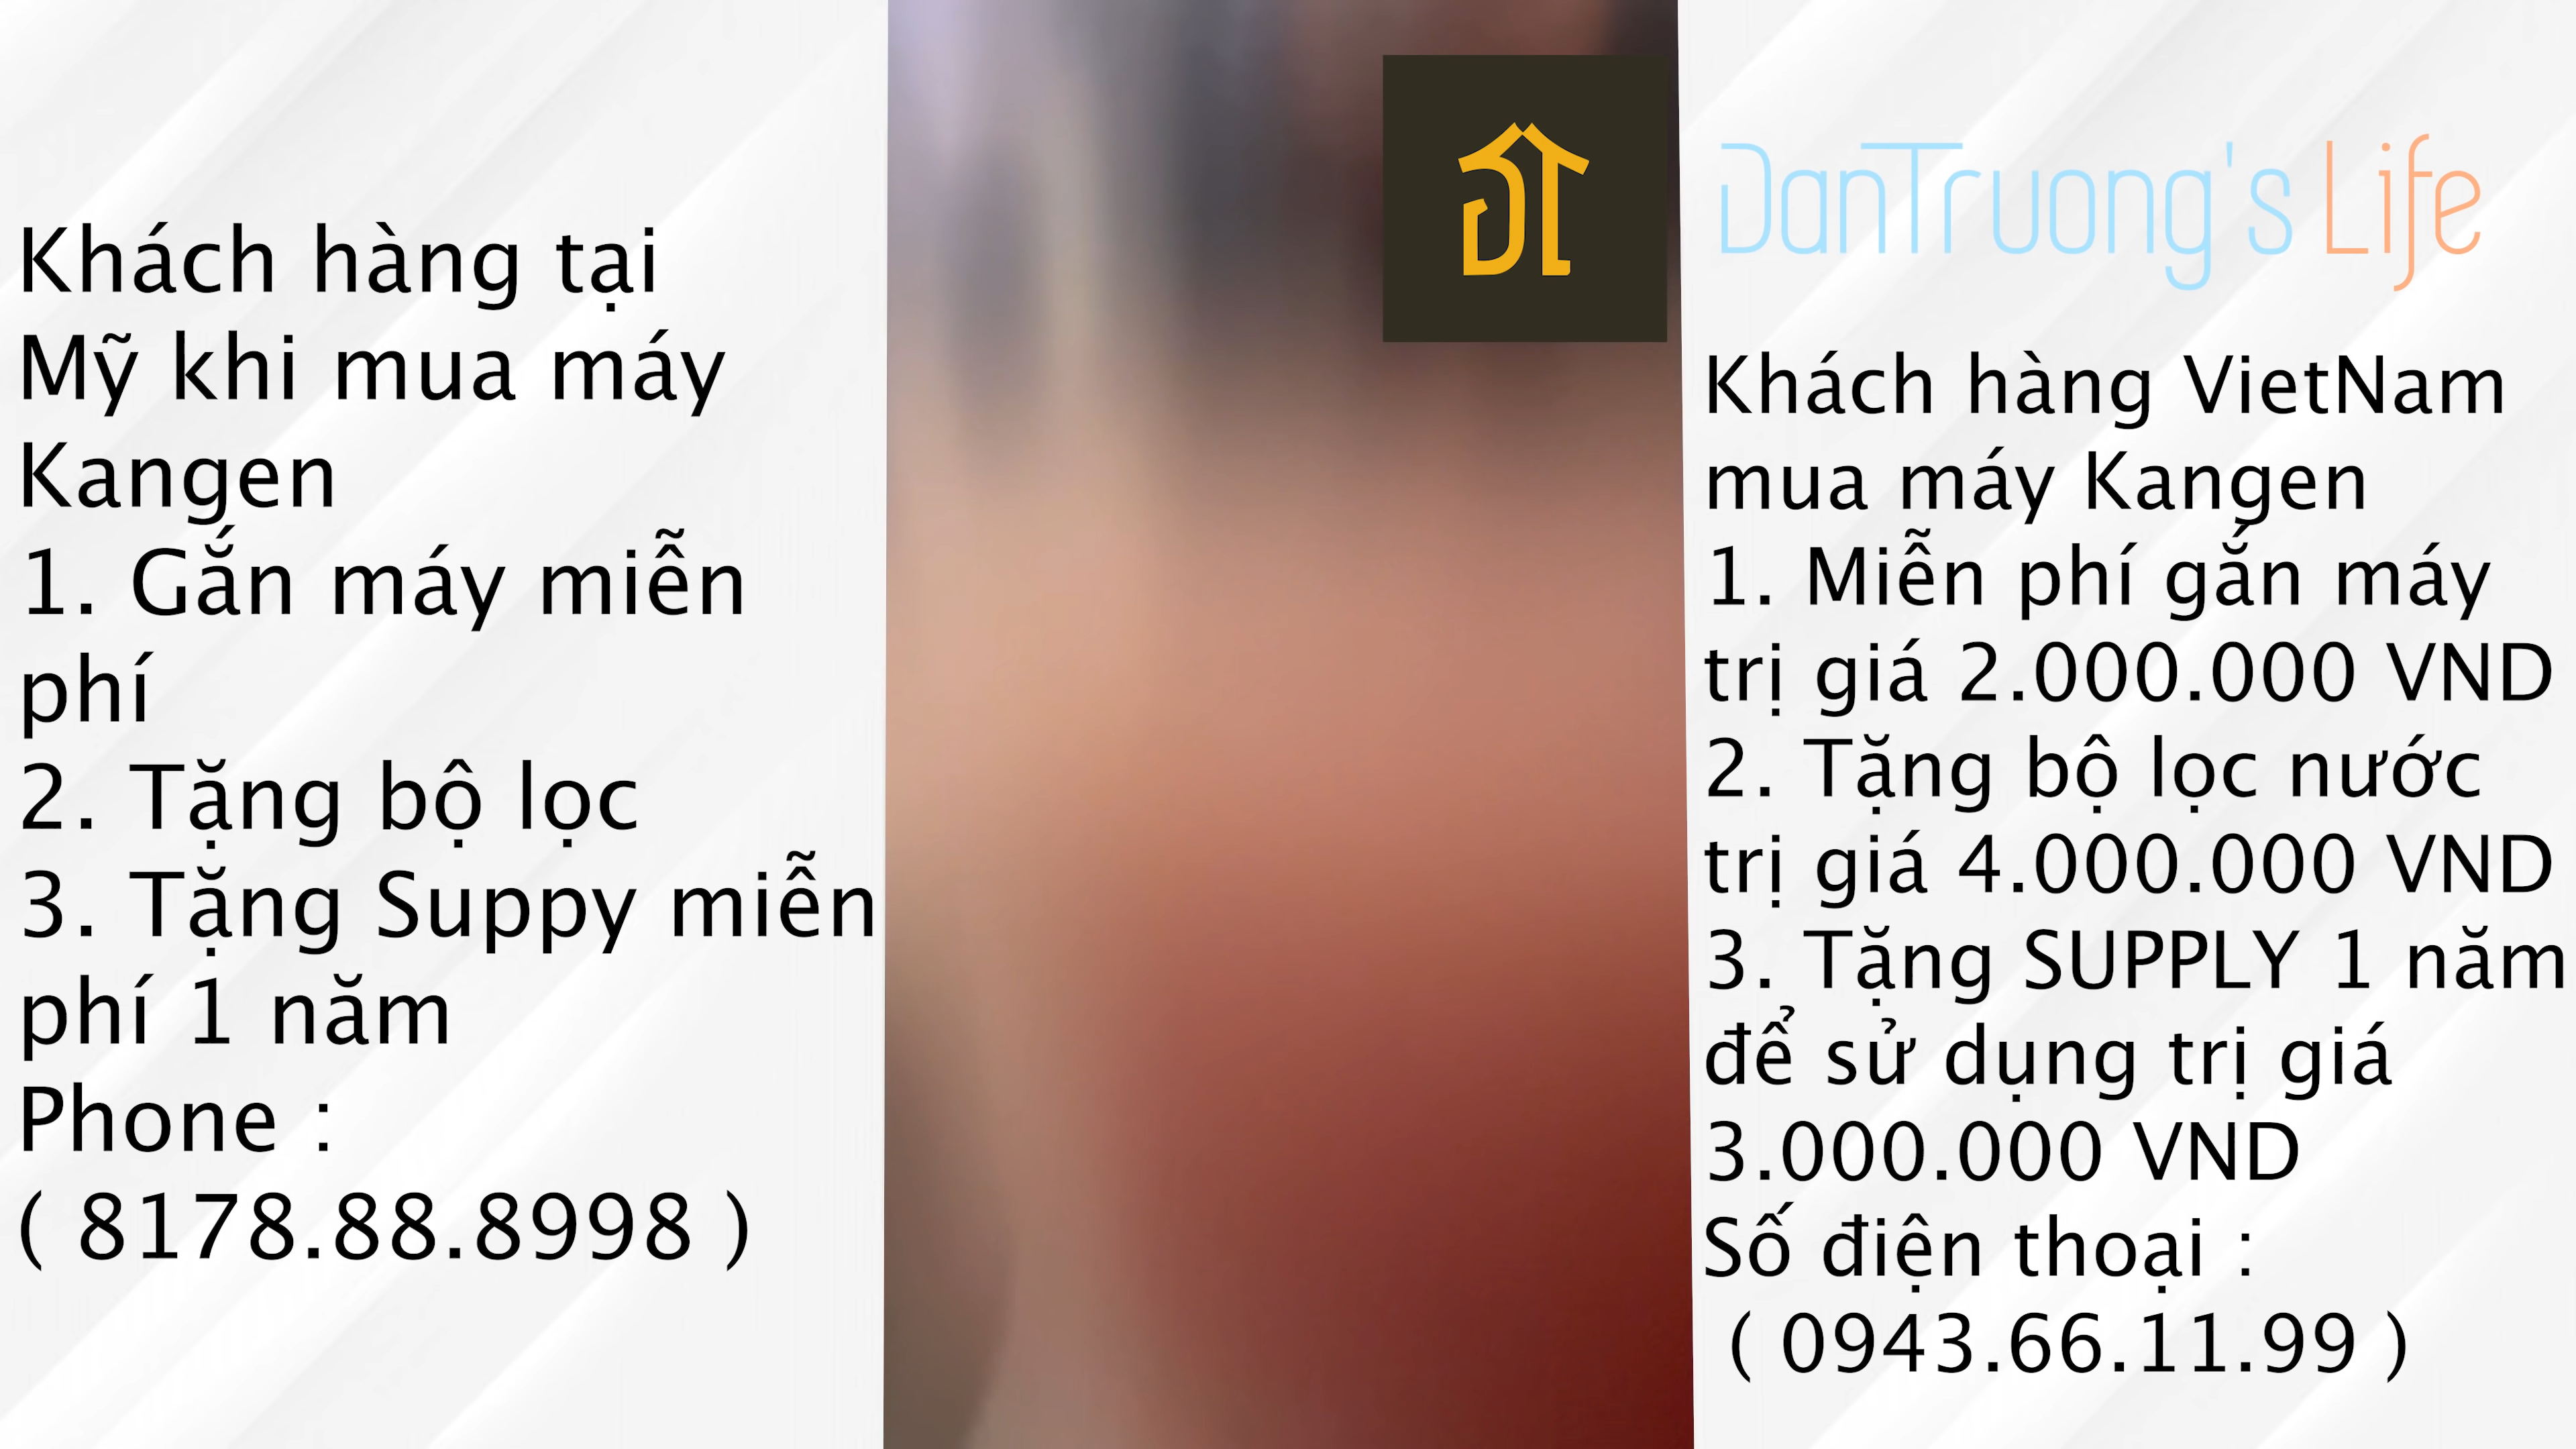 Khách hàng tại
Mỹ khi mua máy
Kangen
1. Gắn máy miễn
phí
2. Tặng bộ lọc
3. Tặng Suppy miễn
phí 1 năm
Phone :
( 8178.88.8998 )
DT
DanTruong's Life
Khách hàng VietNam
mua máy Kangen
1. Miễn phí gắn máy
trị giá 2.000.000 VND
2. Tặng bộ lọc nước
trị giá 4.000.000 VND
3. Tặng SUPPLY 1 năm
để sử dụng trị giá
3.000.000 VND
Số điện thoại :
( 0943.66.11.99 )